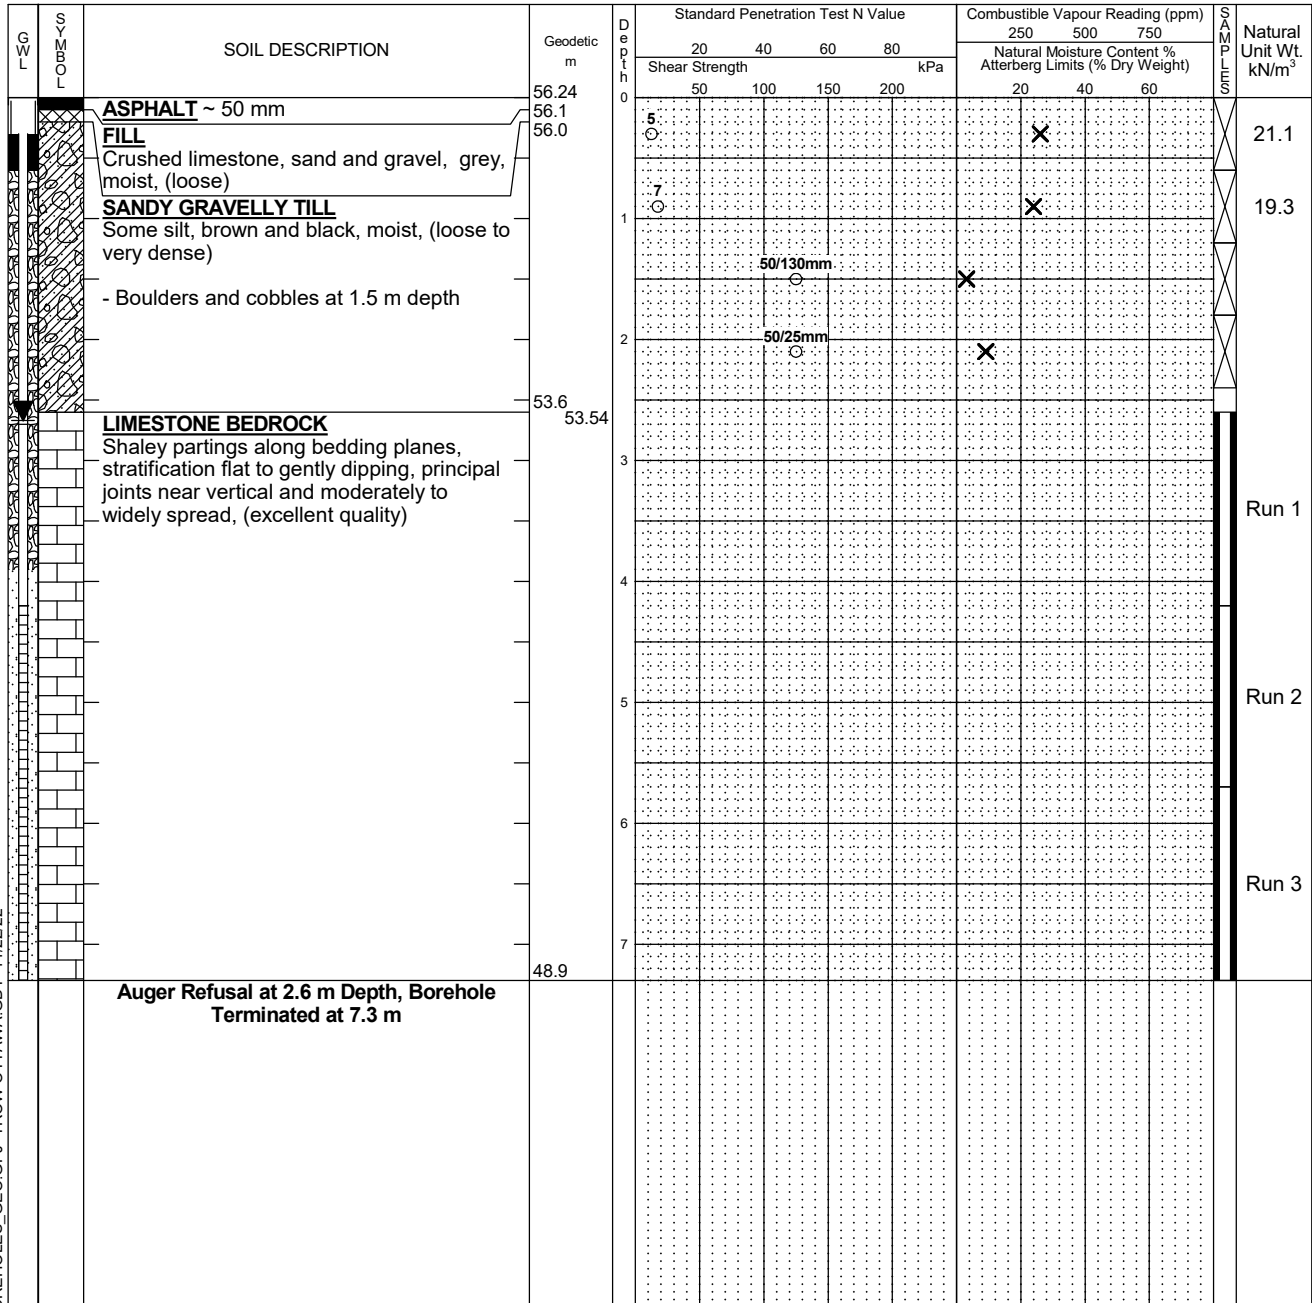 GWL
SYMBOL
SOIL DESCRIPTION
Geodetic
m
Depth
Standard Penetration Test N Value
20 40 60 80
Shear Strength kPa
50 100 150 200
Combustible Vapour Reading (ppm)
250 500 750
Natural Moisture Content %
Atterberg Limits (% Dry Weight)
20 40 60
SAMPLES
Natural
Unit Wt.
kN/m³
56.24
0
ASPHALT ~ 50 mm
56.1
FILL
56.0
Crushed limestone, sand and gravel, grey,
moist, (loose)
5
21.1
SANDY GRAVELLY TILL
Some silt, brown and black, moist, (loose to
very dense)
7
19.3
1
- Boulders and cobbles at 1.5 m depth
50/130mm
50/25mm
2
53.6
53.54
LIMESTONE BEDROCK
Shaley partings along bedding planes,
stratification flat to gently dipping, principal
joints near vertical and moderately to
widely spread, (excellent quality)
3
Run 1
4
5
Run 2
6
Run 3
7
48.9
Auger Refusal at 2.6 m Depth, Borehole
Terminated at 7.3 m